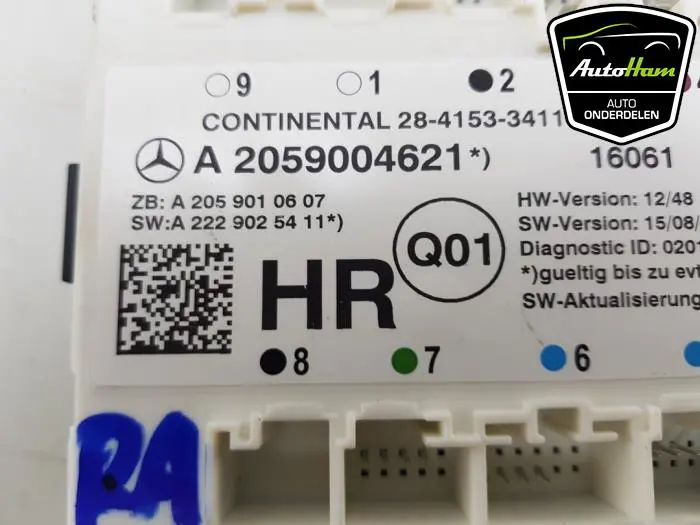 AutoHam
AUTO
ONDERDELEN
9 1 2
CONTINENTAL 28-4153-3411
A 2059004621*) 16061
ZB: A 205 901 06 07
SW:A 222 902 54 11*)
HW-Version: 12/48
SW-Version: 15/08/
Diagnostic ID: 020
*)gueltig bis zu
SW-Aktualisierung
Q01
HR
8 7 6